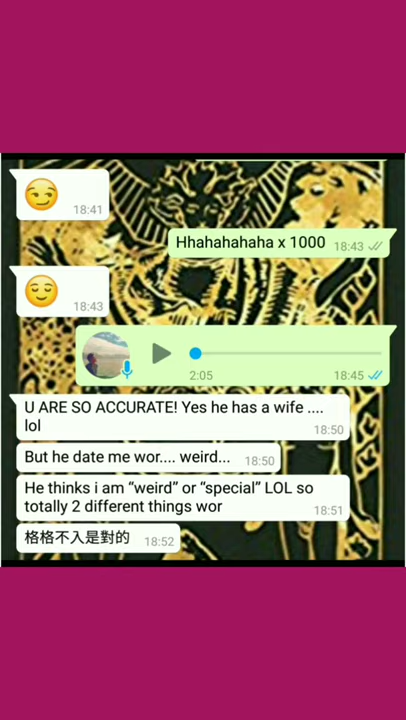 😏 18:41
Hhahahahaha x 1000 18:43
😌 18:43
2:05 18:45
U ARE SO ACCURATE! Yes he has a wife ....
lol 18:50
But he date me wor.... weird... 18:50
He thinks i am “weird” or “special” LOL so
totally 2 different things wor 18:51
格格不入是對的 18:52